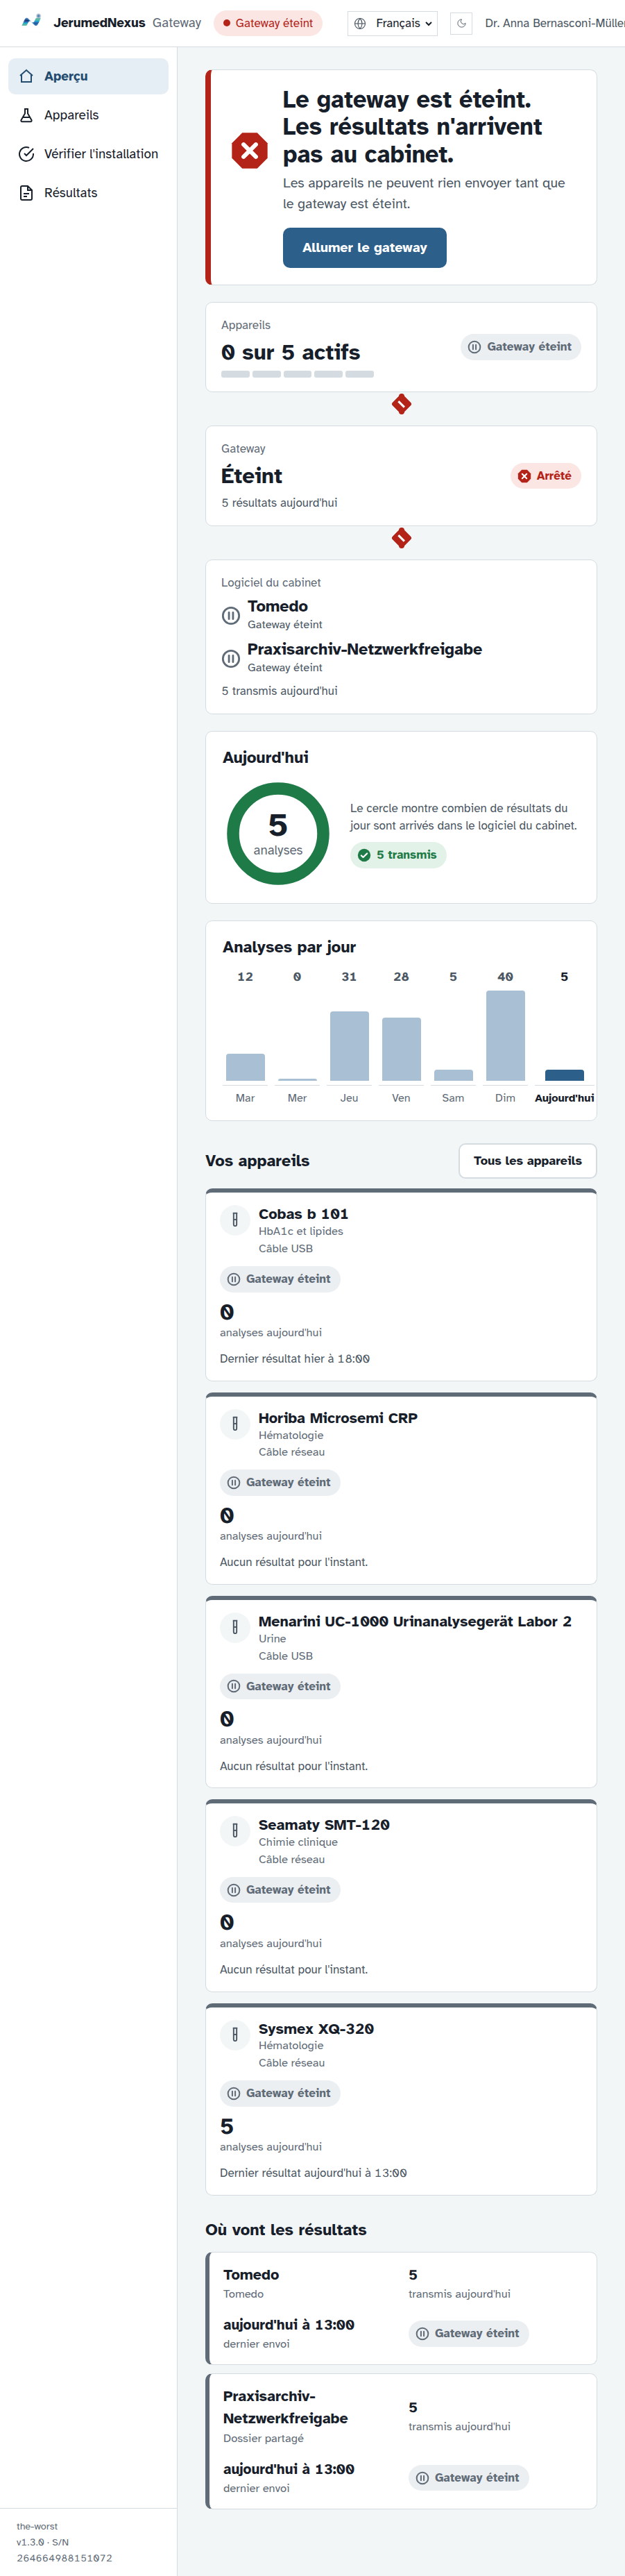 JerumedNexus Gateway
Gateway éteint
Français
Dr. Anna Bernasconi-Mülle
Aperçu
Appareils
Vérifier l'installation
Résultats
Le gateway est éteint.
Les résultats n'arrivent
pas au cabinet.
Les appareils ne peuvent rien envoyer tant que
le gateway est éteint.
Allumer le gateway
Appareils
0 sur 5 actifs
Gateway éteint
Gateway
Éteint
Arrêté
5 résultats aujourd'hui
Logiciel du cabinet
Tomedo
Gateway éteint
Praxisarchiv-Netzwerkfreigabe
Gateway éteint
5 transmis aujourd'hui
Aujourd'hui
5
analyses
Le cercle montre combien de résultats du
jour sont arrivés dans le logiciel du cabinet.
5 transmis
Analyses par jour
12 0 31 28 5 40 5
Mar Mer Jeu Ven Sam Dim Aujourd'hui
Vos appareils
Tous les appareils
Cobas b 101
HbA1c et lipides
Câble USB
Gateway éteint
0
analyses aujourd'hui
Dernier résultat hier à 18:00
Horiba Microsemi CRP
Hématologie
Câble réseau
Gateway éteint
0
analyses aujourd'hui
Aucun résultat pour l'instant.
Menarini UC-1000 Urinanalysegerät Labor 2
Urine
Câble USB
Gateway éteint
0
analyses aujourd'hui
Aucun résultat pour l'instant.
Seamaty SMT-120
Chimie clinique
Câble réseau
Gateway éteint
0
analyses aujourd'hui
Aucun résultat pour l'instant.
Sysmex XQ-320
Hématologie
Câble réseau
Gateway éteint
5
analyses aujourd'hui
Dernier résultat aujourd'hui à 13:00
Où vont les résultats
Tomedo
Tomedo
5
transmis aujourd'hui
aujourd'hui à 13:00
dernier envoi
Gateway éteint
Praxisarchiv-
Netzwerkfreigabe
Dossier partagé
5
transmis aujourd'hui
aujourd'hui à 13:00
dernier envoi
Gateway éteint
the-worst
v1.3.0 · S/N
264664988151072